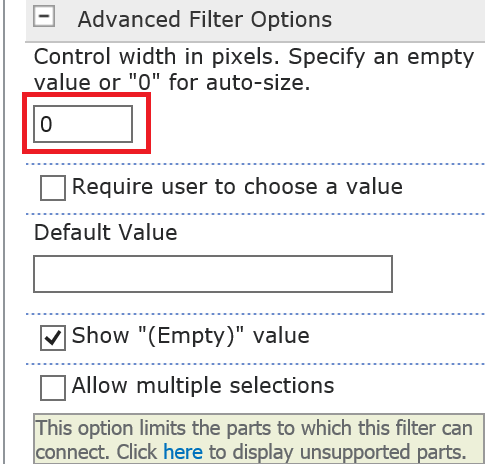 Advanced Filter Options
Control width in pixels. Specify an empty
value or "0" for auto-size.
0
Require user to choose a value
Default Value
Show "(Empty)" value
Allow multiple selections
This option limits the parts to which this filter can
connect. Click here to display unsupported parts.